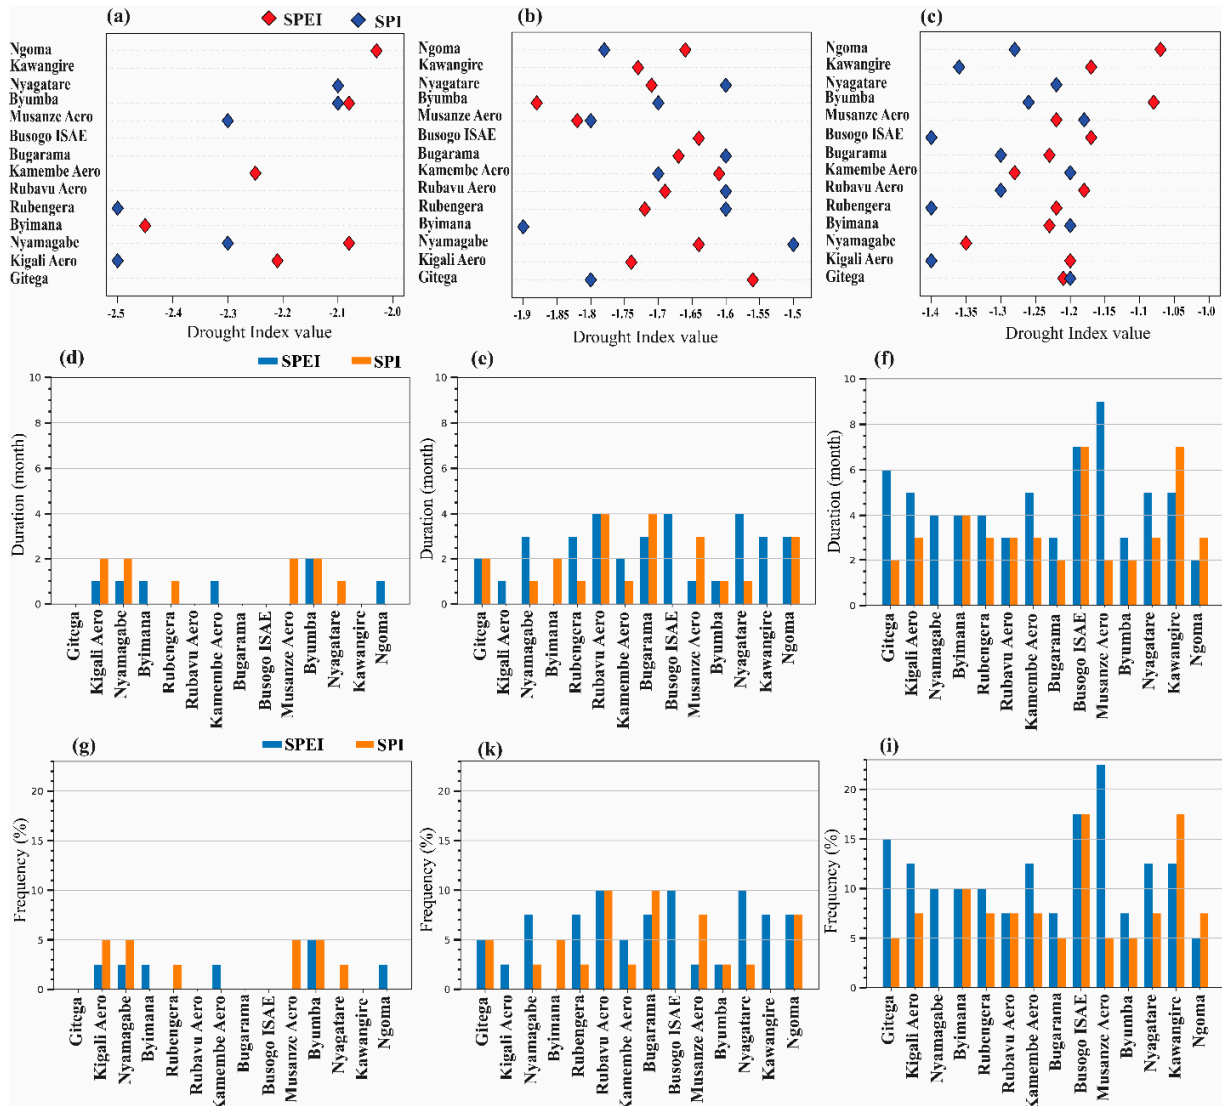 (a) SPEI SPI (b) (c)
Ngoma Ngoma Ngoma
Kawangire Kawangire Kawangire
Nyagatare Nyagatare Nyagatare
Byumba Byumba Byumba
Musanze Aero Musanze Aero Musanze Aero
Busogo ISAE Busogo ISAE Busogo ISAE
Bugarama Bugarama Bugarama
Kamembe Aero Kamembe Aero Kamembe Aero
Rubavu Aero Rubavu Aero Rubavu Aero
Rubengera Rubengera Rubengera
Byimana Byimana Byimana
Nyamagabe Nyamagabe Nyamagabe
Kigali Aero Kigali Aero Kigali Aero
Gitega Gitega Gitega
-2.5 -2.4 -2.3 -2.2 -2.1 -2.0 -1.9 -1.85 -1.8 -1.75 -1.7 -1.65 -1.6 -1.55 -1.5 -1.4 -1.35 -1.3 -1.25 -1.2 -1.15 -1.1 -1.0
Drought Index value Drought Index value Drought Index value
(d) SPEI SPI (e) (f)
Duration (month) Duration (month) Duration (month)
10 10 10
8 8 8
6 6 6
4 4 4
2 2 2
0 0 0
Gitega Kigali Aero Nyamagabe Byimana Rubengera Rubavu Aero Kamembe Aero Bugarama Busogo ISAE Musanze Aero Byumba Nyagatare Kawangire Ngoma
Gitega Kigali Aero Nyamagabe Byimana Rubengera Rubavu Aero Kamembe Aero Bugarama Busogo ISAE Musanze Aero Byumba Nyagatare Kawangire Ngoma
Gitega Kigali Aero Nyamagabe Byimana Rubengera Rubavu Aero Kamembe Aero Bugarama Busogo ISAE Musanze Aero Byumba Nyagatare Kawangire Ngoma
(g) SPEI SPI (k) (i)
Frequency (%) Frequency (%) Frequency (%)
20 20 20
15 15 15
10 10 10
5 5 5
0 0 0
Gitega Kigali Aero Nyamagabe Byimana Rubengera Rubavu Aero Kamembe Aero Bugarama Busogo ISAE Musanze Aero Byumba Nyagatare Kawangire Ngoma
Gitega Kigali Aero Nyamagabe Byimana Rubengera Rubavu Aero Kamembe Aero Bugarama Busogo ISAE Musanze Aero Byumba Nyagatare Kawangire Ngoma
Gitega Kigali Aero Nyamagabe Byimana Rubengera Rubavu Aero Kamembe Aero Bugarama Busogo ISAE Musanze Aero Byumba Nyagatare Kawangire Ngoma